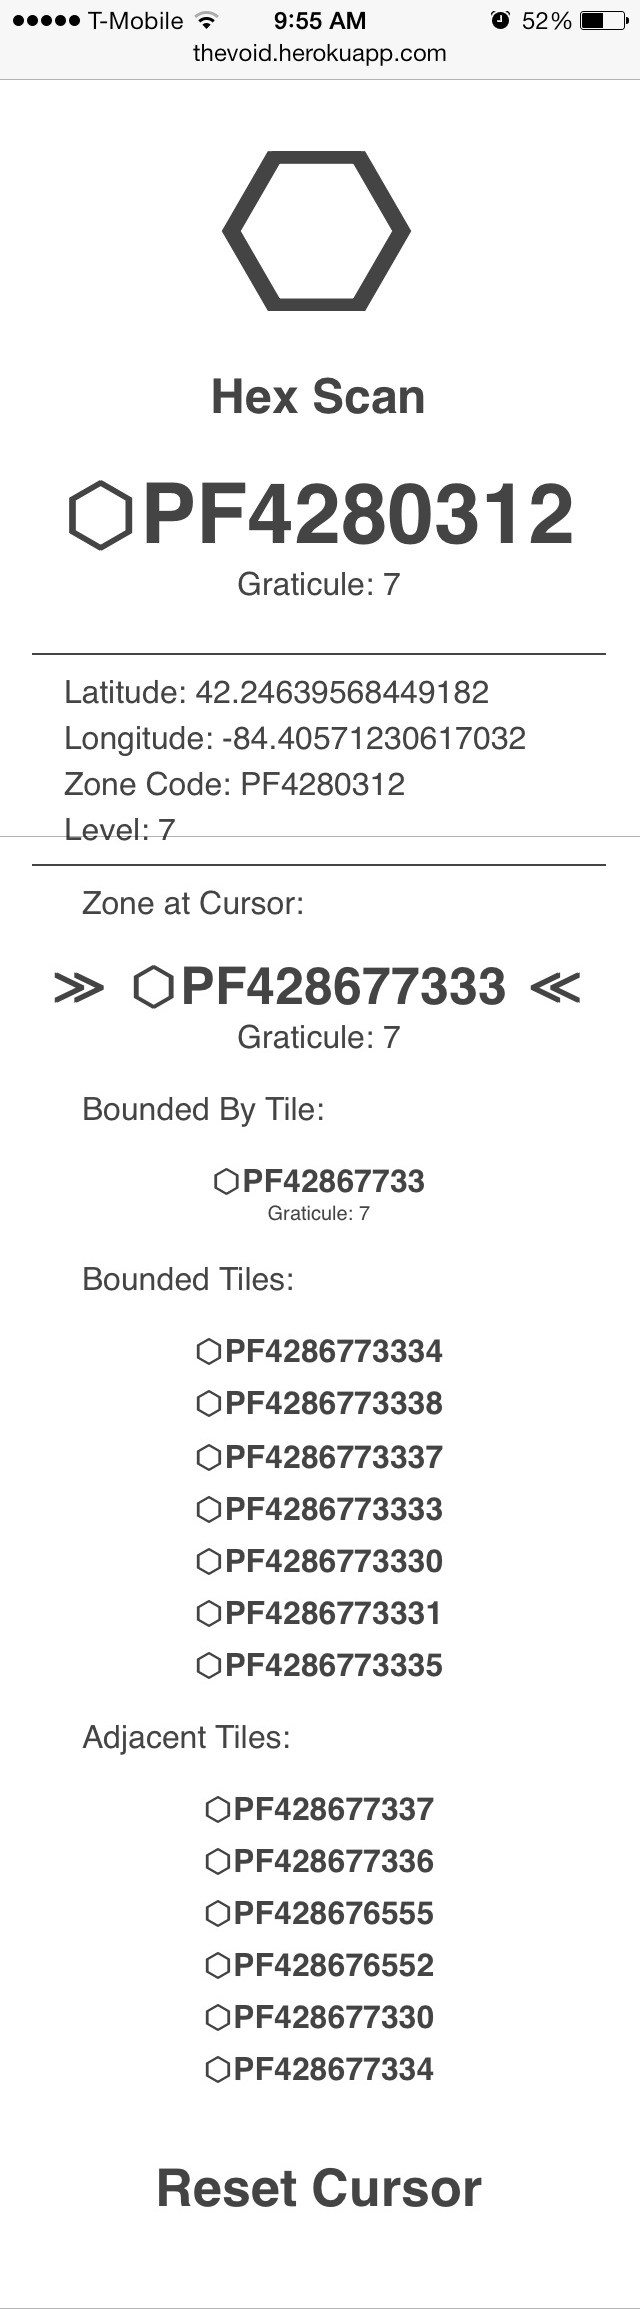 T-Mobile 9:55 AM 52%
thevoid.herokuapp.com
Hex Scan
⬡PF4280312
Graticule: 7
Latitude: 42.24639568449182
Longitude: -84.40571230617032
Zone Code: PF4280312
Level: 7
Zone at Cursor:
≫ ⬡PF428677333 ≪
Graticule: 7
Bounded By Tile:
⬡PF42867733
Graticule: 7
Bounded Tiles:
⬡PF4286773334
⬡PF4286773338
⬡PF4286773337
⬡PF4286773333
⬡PF4286773330
⬡PF4286773331
⬡PF4286773335
Adjacent Tiles:
⬡PF428677337
⬡PF428677336
⬡PF428676555
⬡PF428676552
⬡PF428677330
⬡PF428677334
Reset Cursor